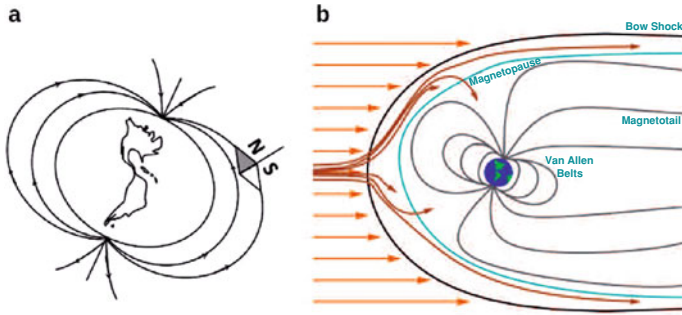 a
b
N S
Bow Shock
Magnetopause
Magnetotail
Van Allen
Belts